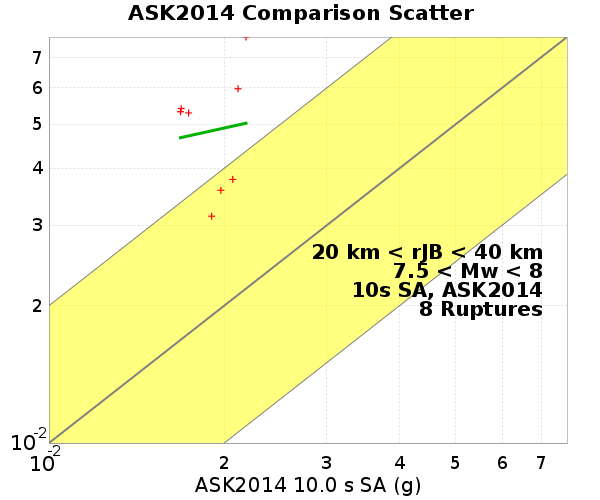 ASK2014 Comparison Scatter
7
6
5
4
3
2
10-2
20 km < rJB < 40 km
7.5 < Mw < 8
10s SA, ASK2014
8 Ruptures
10-2 2 3 4 5 6 7
ASK2014 10.0 s SA (g)